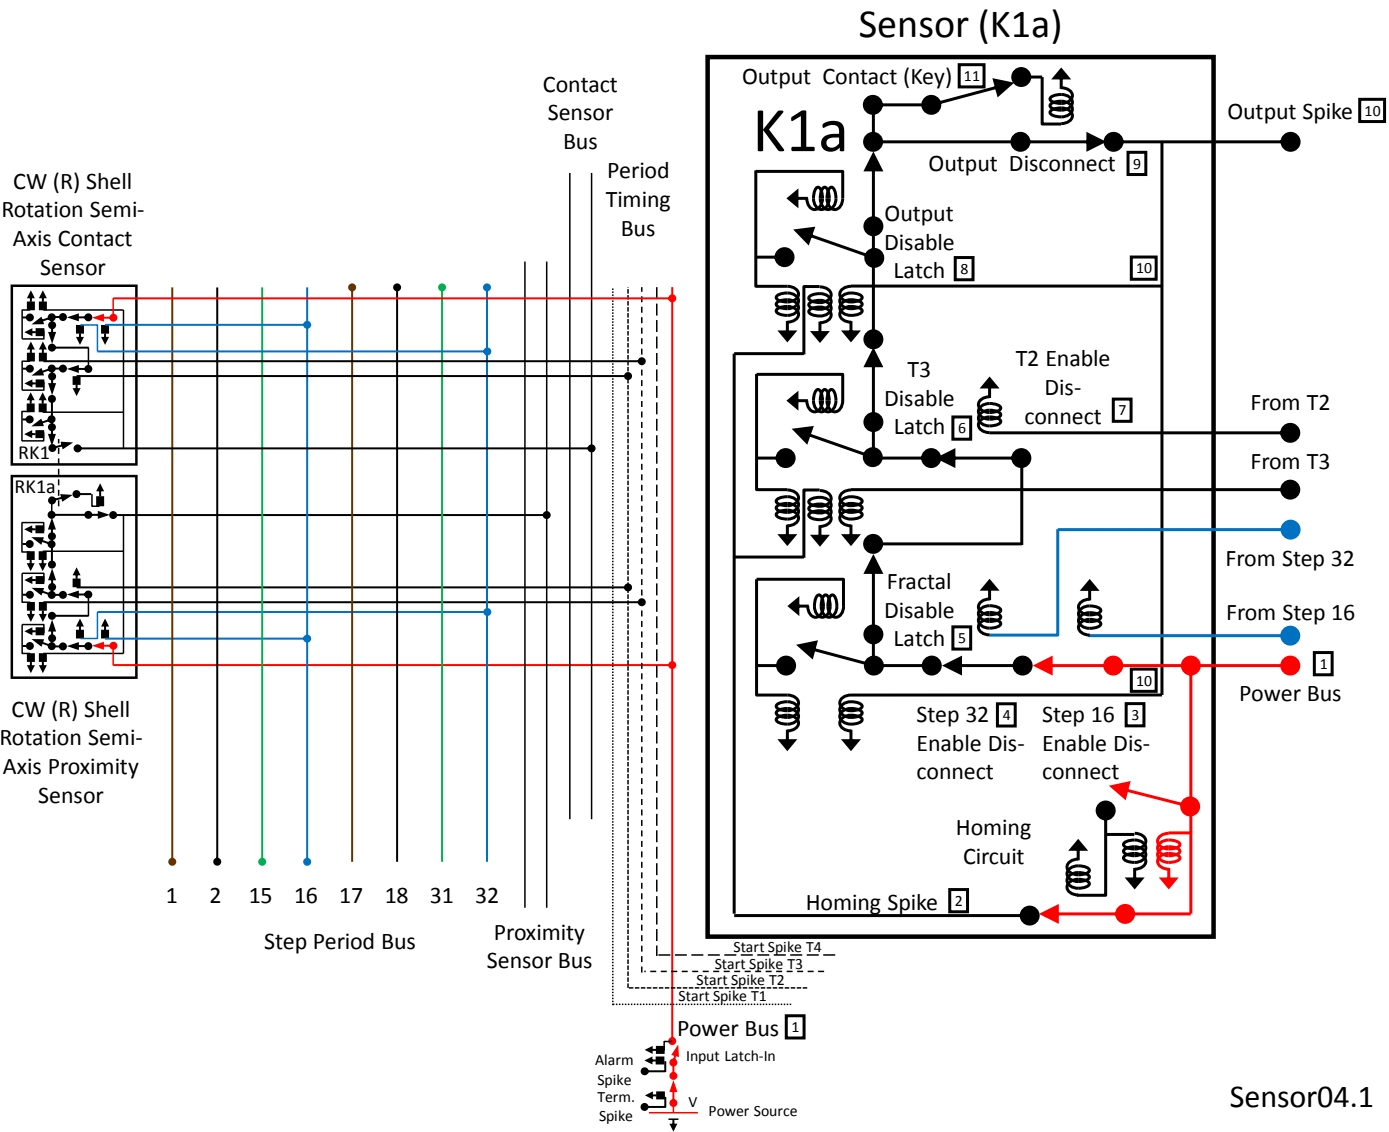 Sensor (K1a)
Output Contact (Key) 11
K1a
Output Spike 10
Output Disconnect 9
Output
Disable
Latch 8
10
T3
Disable
Latch 6
T2 Enable
Dis-
connect 7
From T2
From T3
From Step 32
From Step 16
1
Power Bus
Fractal
Disable
Latch 5
10
Step 32 4
Enable Dis-
connect
Step 16 3
Enable Dis-
connect
Homing
Circuit
Homing Spike 2
Contact
Sensor
Bus
Period
Timing
Bus
CW (R) Shell
Rotation Semi-
Axis Contact
Sensor
RK1
RK1a
CW (R) Shell
Rotation Semi-
Axis Proximity
Sensor
1 2 15 16 17 18 31 32
Step Period Bus
Proximity
Sensor Bus
Start Spike T4
Start Spike T3
Start Spike T2
Start Spike T1
Power Bus 1
Input Latch-In
Alarm
Spike
Term.
Spike
V
Power Source
Sensor04.1